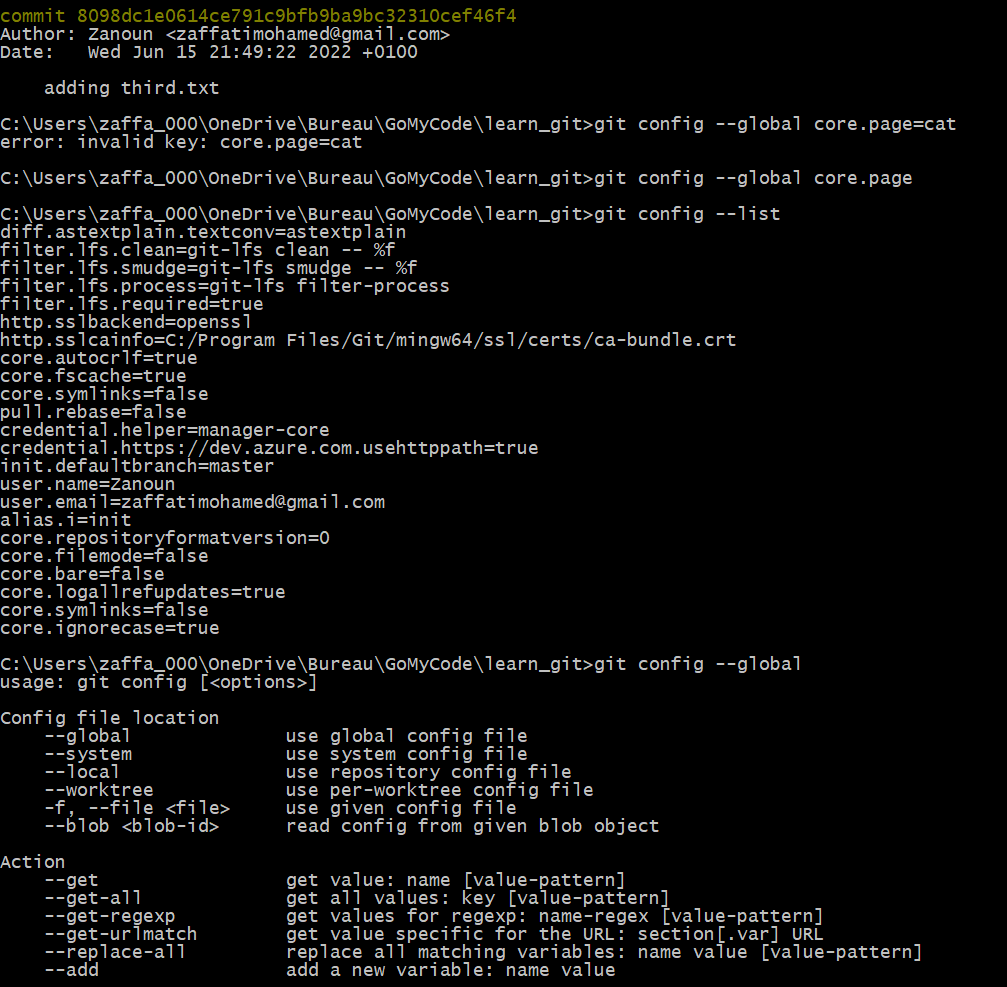 commit 8098dc1e0614ce791c9bfb9ba9bc32310cef46f4
Author: Zanoun <zaffatimohamed@gmail.com>
Date:   Wed Jun 15 21:49:22 2022 +0100
    adding third.txt
C:\Users\zaffa_000\OneDrive\Bureau\GoMyCode\learn_git>git config --global core.page=cat
error: invalid key: core.page=cat
C:\Users\zaffa_000\OneDrive\Bureau\GoMyCode\learn_git>git config --global core.page
C:\Users\zaffa_000\OneDrive\Bureau\GoMyCode\learn_git>git config --list
diff.astextplain.textconv=astextplain
filter.lfs.clean=git-lfs clean -- %f
filter.lfs.smudge=git-lfs smudge -- %f
filter.lfs.process=git-lfs filter-process
filter.lfs.required=true
http.sslbackend=openssl
http.sslcainfo=C:/Program Files/Git/mingw64/ssl/certs/ca-bundle.crt
core.autocrlf=true
core.fscache=true
core.symlinks=false
pull.rebase=false
credential.helper=manager-core
credential.https://dev.azure.com.usehttppath=true
init.defaultbranch=master
user.name=Zanoun
user.email=zaffatimohamed@gmail.com
alias.i=init
core.repositoryformatversion=0
core.filemode=false
core.bare=false
core.logallrefupdates=true
core.symlinks=false
core.ignorecase=true
C:\Users\zaffa_000\OneDrive\Bureau\GoMyCode\learn_git>git config --global
usage: git config [<options>]
Config file location
    --global              use global config file
    --system              use system config file
    --local               use repository config file
    --worktree            use per-worktree config file
    -f, --file <file>     use given config file
    --blob <blob-id>      read config from given blob object
Action
    --get                 get value: name [value-pattern]
    --get-all             get all values: key [value-pattern]
    --get-regexp          get values for regexp: name-regex [value-pattern]
    --get-urlmatch        get value specific for the URL: section[.var] URL
    --replace-all         replace all matching variables: name value [value-pattern]
    --add                 add a new variable: name value